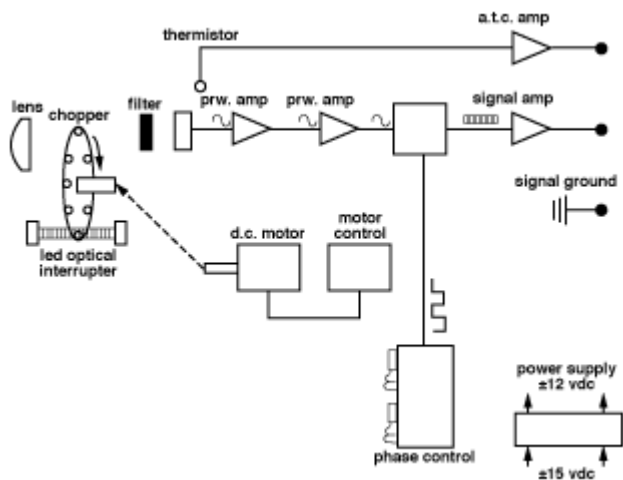 a.t.c. amp
thermistor
lens
chopper
filter
prw. amp
prw. amp
signal amp
signal ground
d.c. motor
motor
control
led optical
interrupter
phase control
power supply
±12 vdc
±15 vdc